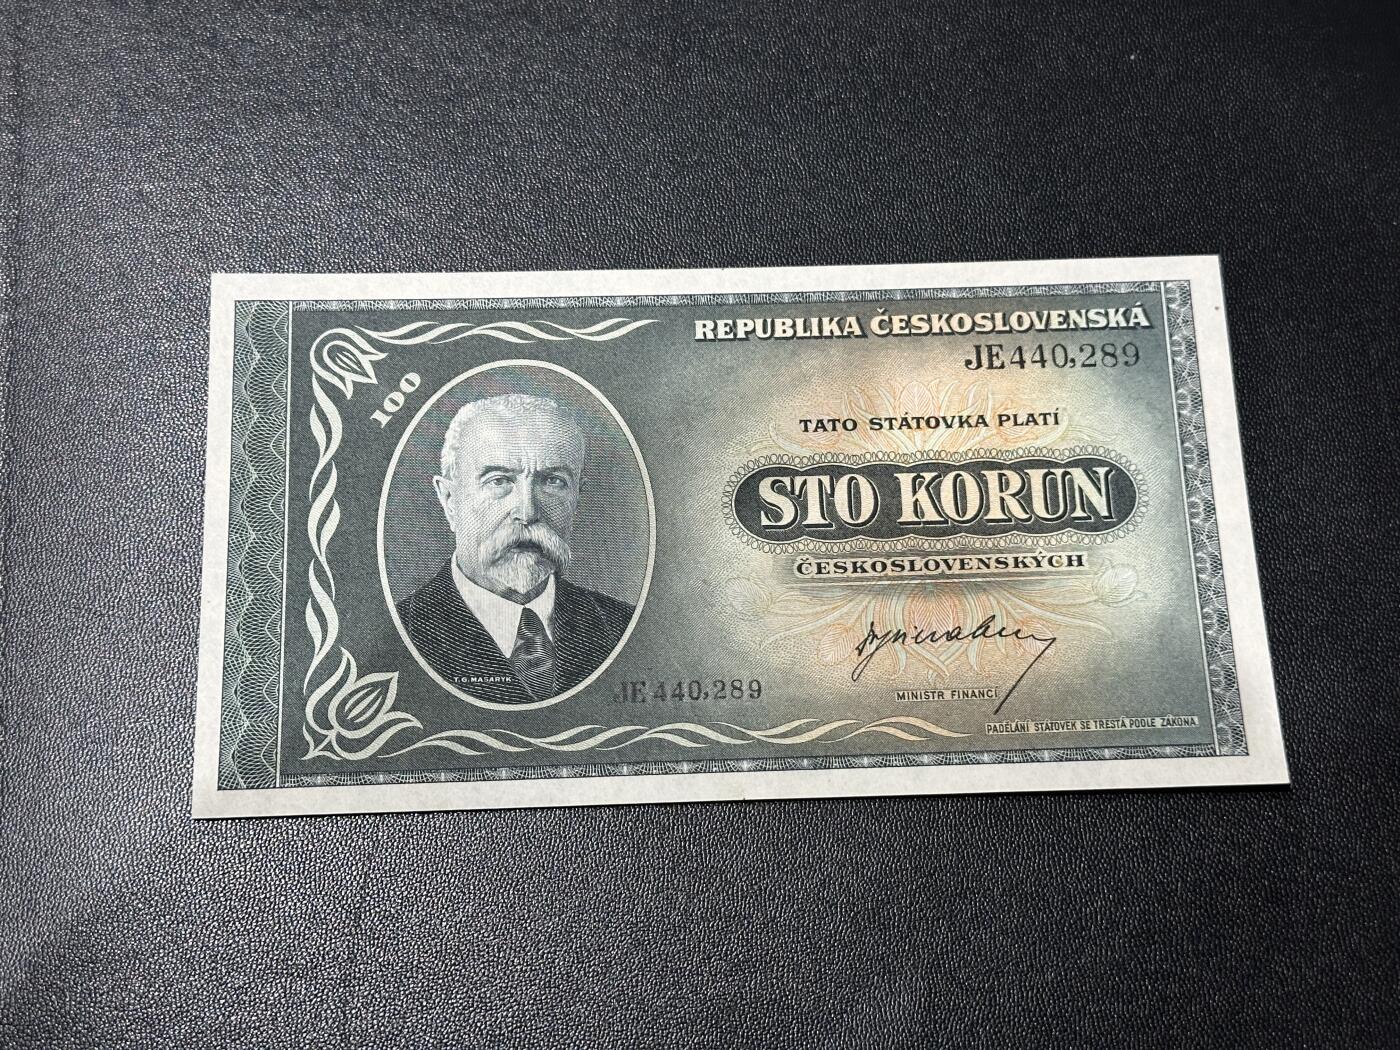 REPUBLIKA ČESKOSLOVENSKÁ
JE440,289
100
TATO STÁTOVKA PLATÍ
STO KORUN
ČESKOSLOVENSKÝCH
T.G.MASARYK
JE440,289
MINISTR FINANCÍ
PADĚLÁNÍ STÁTOVEK SE TRESTÁ PODLE ZÁKONA